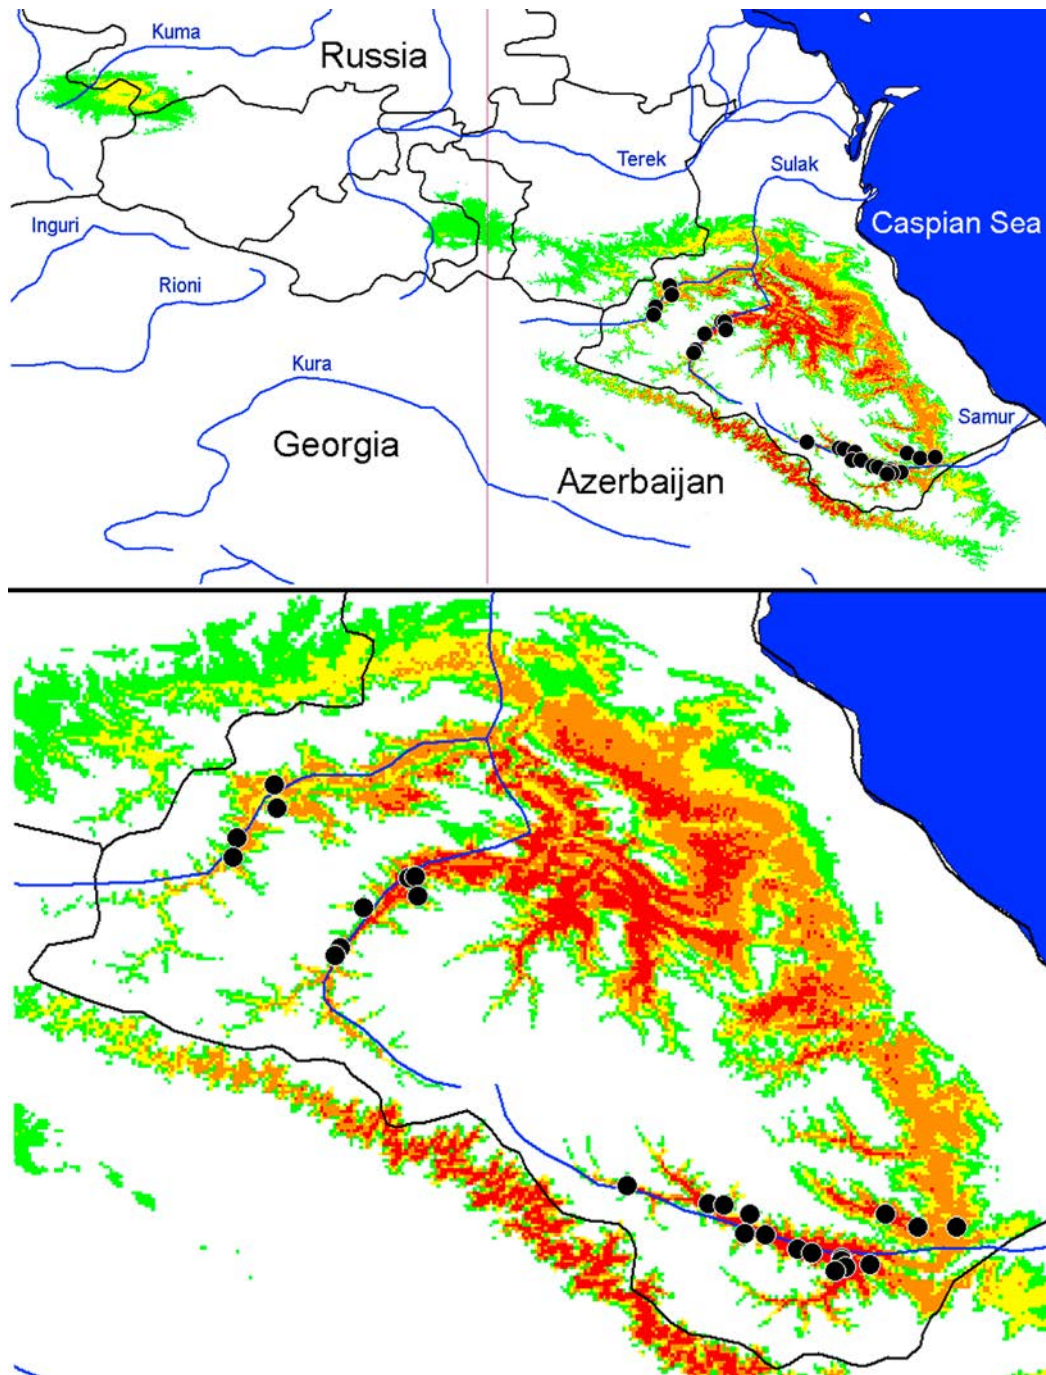 Kuma
Russia
Terek
Sulak
Caspian Sea
Inguri
Rioni
Kura
Samur
Georgia
Azerbaijan